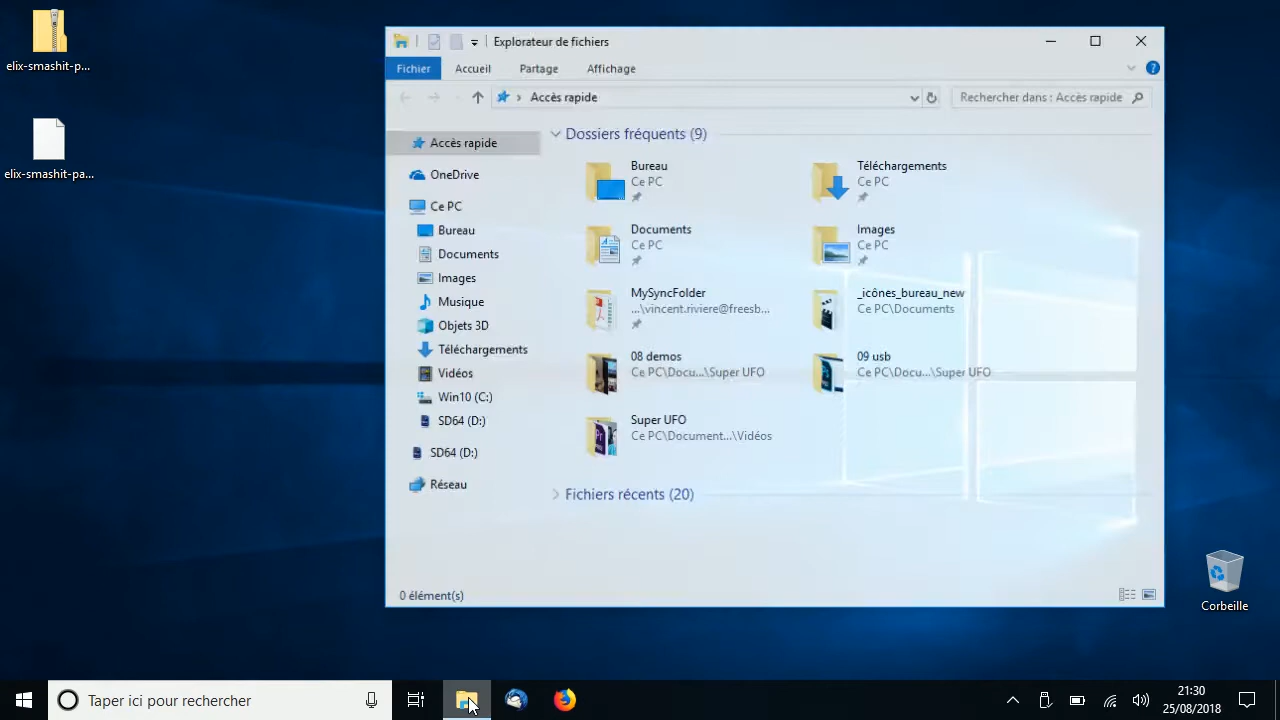 elix-smashit-p...
elix-smashit-pa...
Explorateur de fichiers
Fichier
Accueil
Partage
Affichage
?
› Accès rapide
Rechercher dans : Accès rapide
Accès rapide
OneDrive
Ce PC
Bureau
Documents
Images
Musique
Objets 3D
Téléchargements
Vidéos
Win10 (C:)
SD64 (D:)
SD64 (D:)
Réseau
Dossiers fréquents (9)
Bureau
Ce PC
Téléchargements
Ce PC
Documents
Ce PC
Images
Ce PC
MySyncFolder
...\vincent.riviere@freesb...
_icônes_bureau_new
Ce PC\Documents
08 demos
Ce PC\Docu...\Super UFO
09 usb
Ce PC\Docu...\Super UFO
Super UFO
Ce PC\Document...\Vidéos
Fichiers récents (20)
0 élément(s)
Corbeille
Taper ici pour rechercher
21:30
25/08/2018